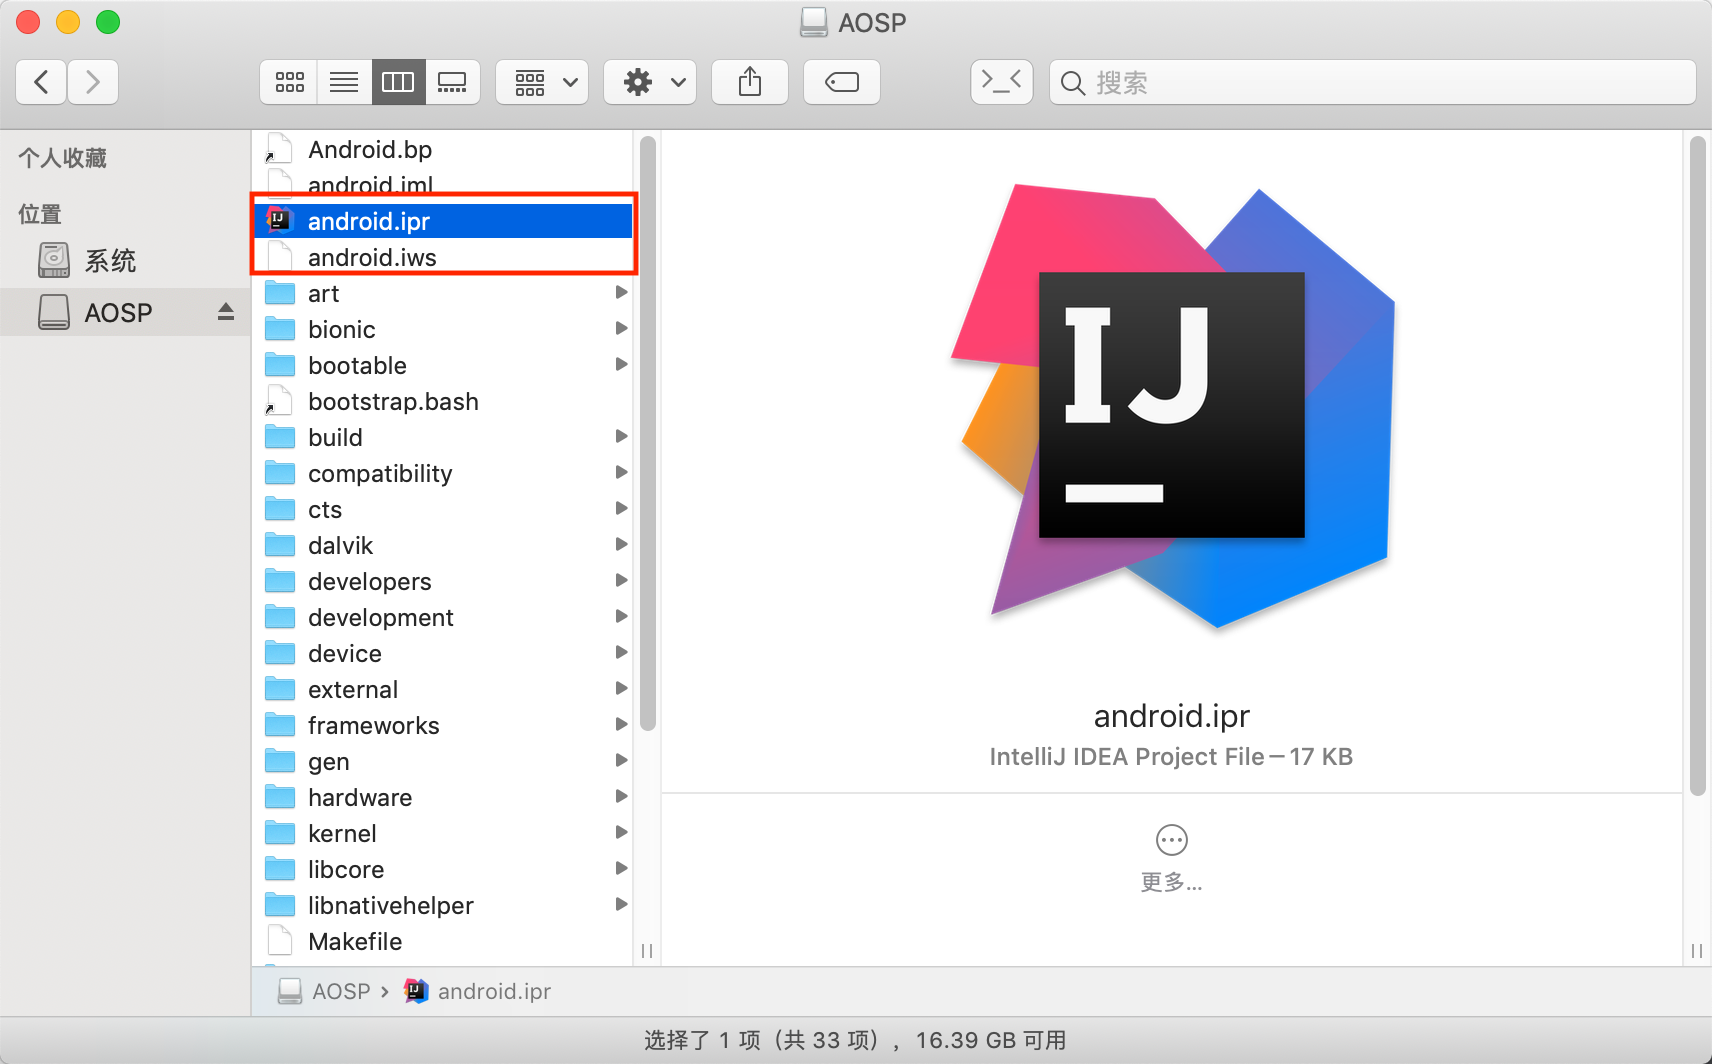 AOSP
搜索
个人收藏
位置
系统
AOSP
Android.bp
android.iml
android.ipr
android.iws
art
bionic
bootable
bootstrap.bash
build
compatibility
cts
dalvik
developers
development
device
external
frameworks
gen
hardware
kernel
libcore
libnativehelper
Makefile
IJ
android.ipr
IntelliJ IDEA Project File – 17 KB
更多...
AOSP › android.ipr
选择了 1 项（共 33 项），16.39 GB 可用